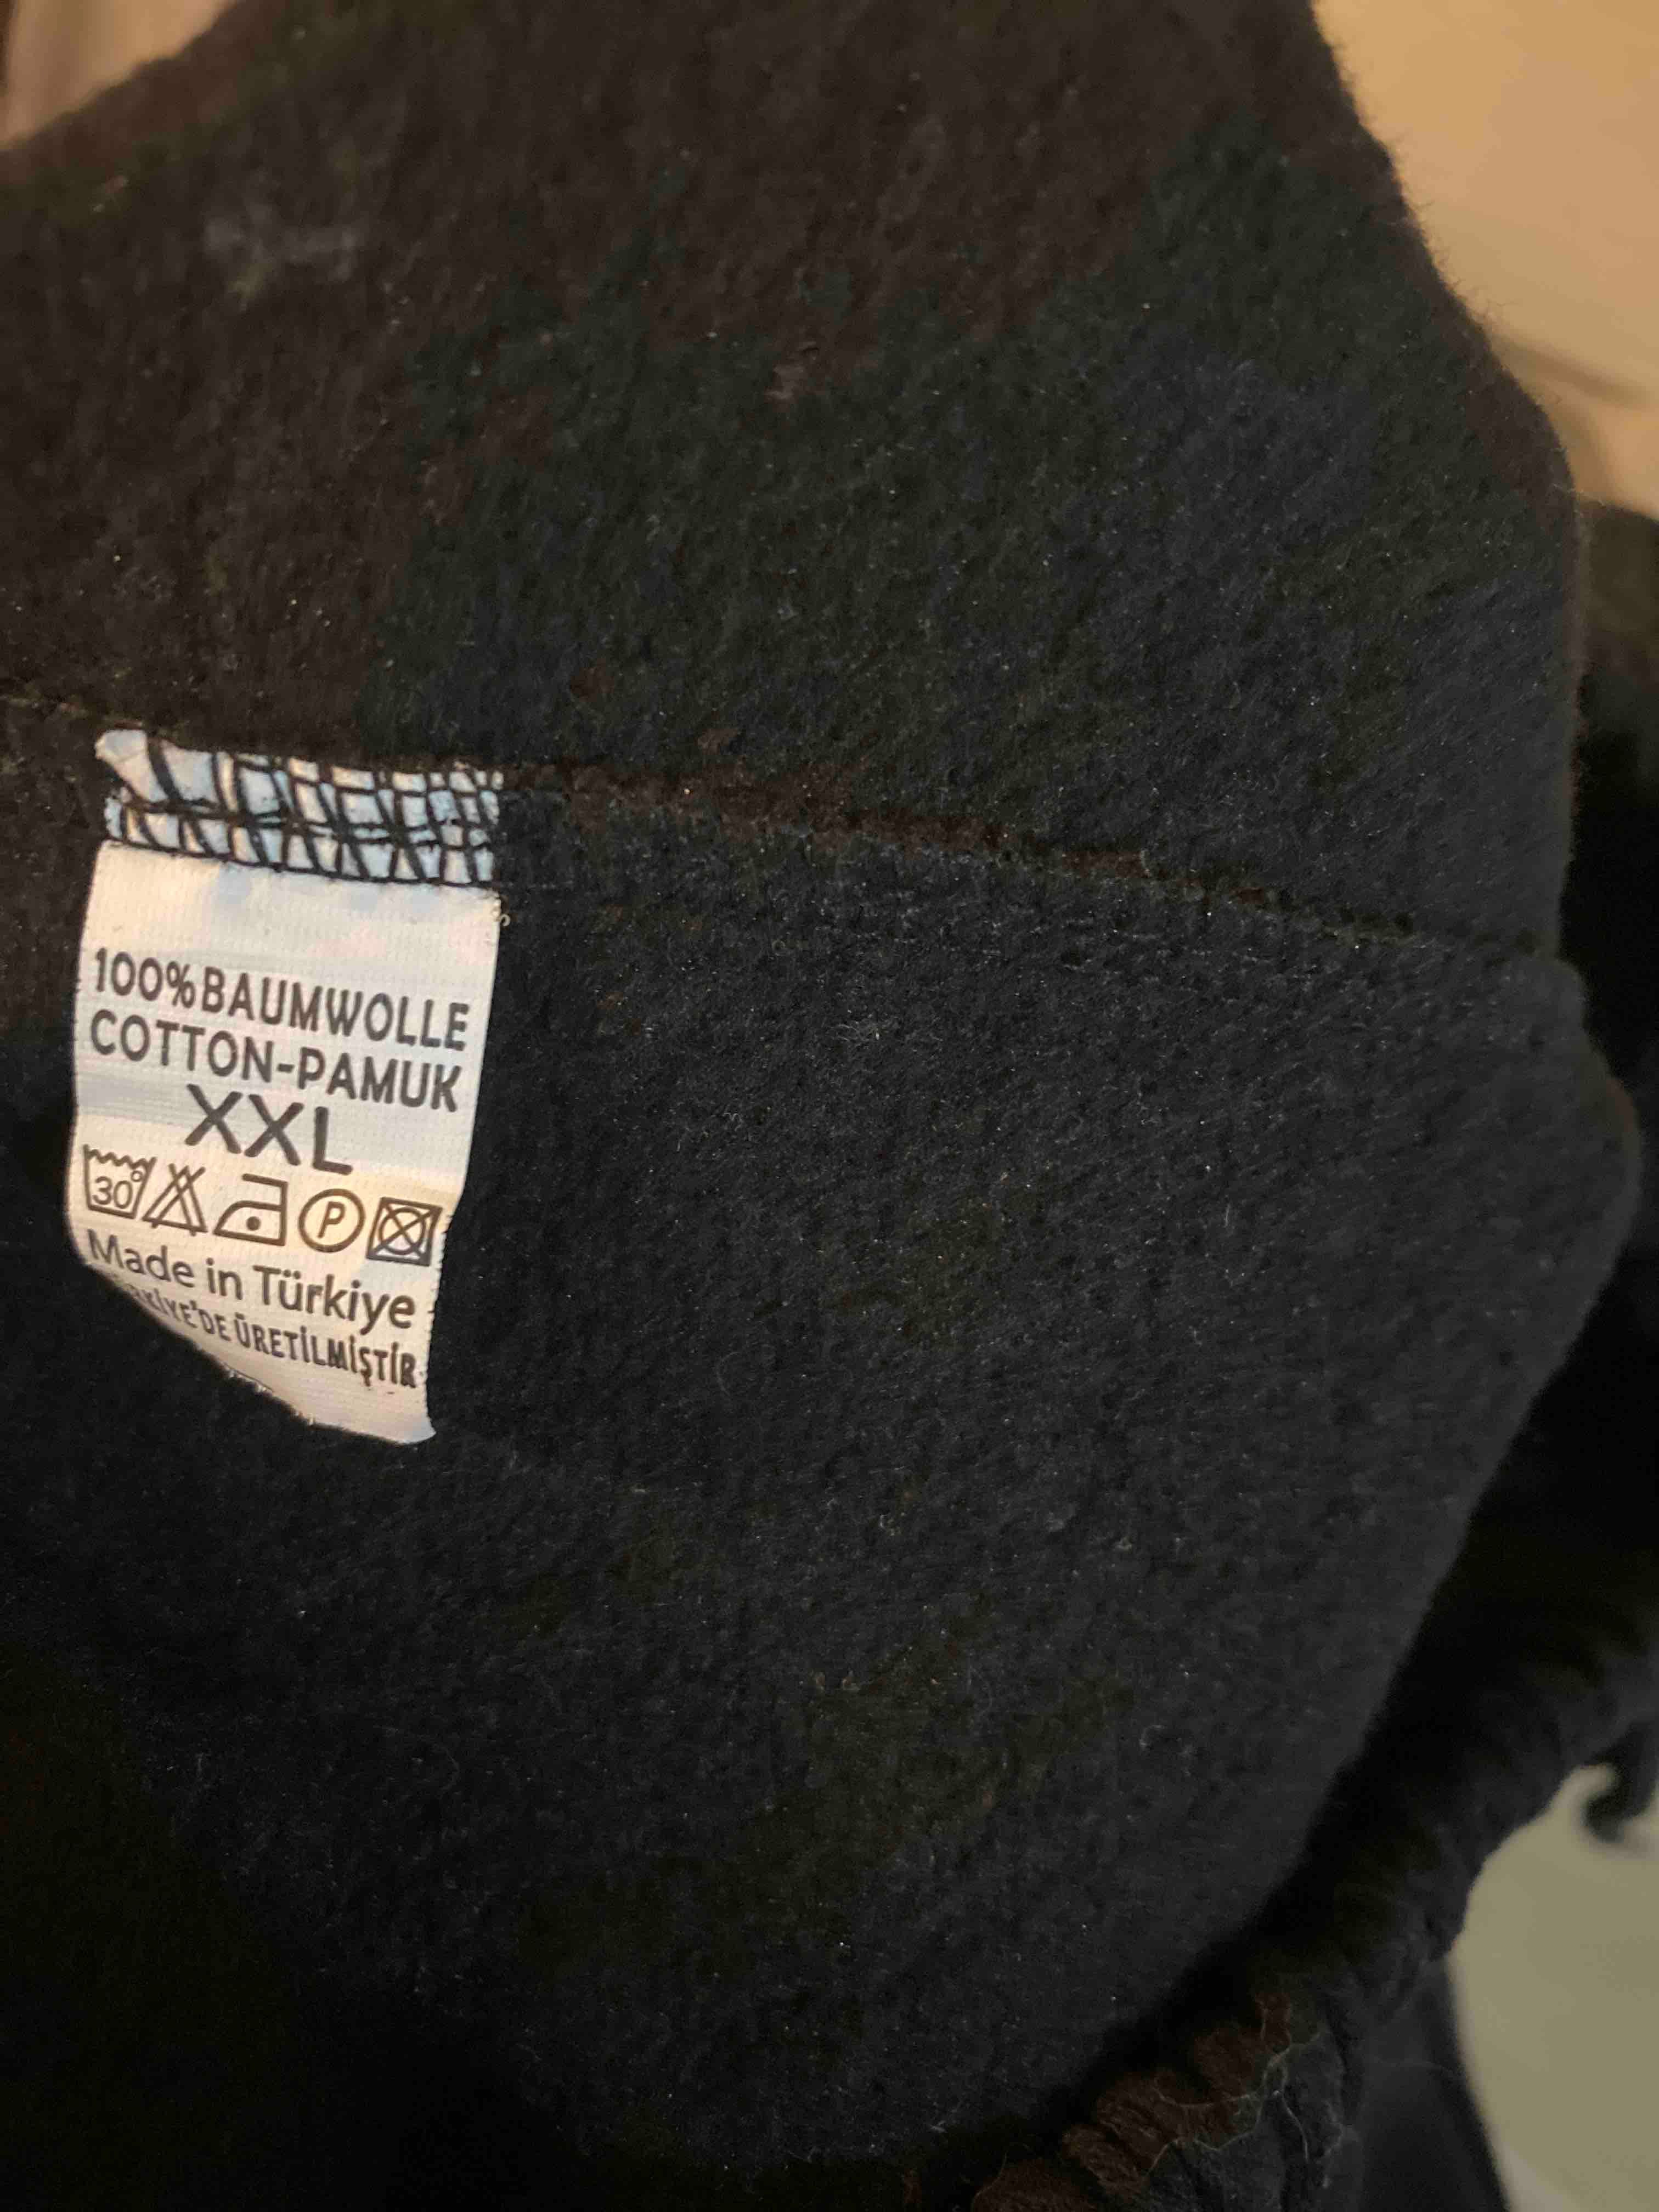 100% BAUMWOLLE
COTTON-PAMUK
XXL
30° P
Made in Türkiye
ÜRETİLMİŞTİR